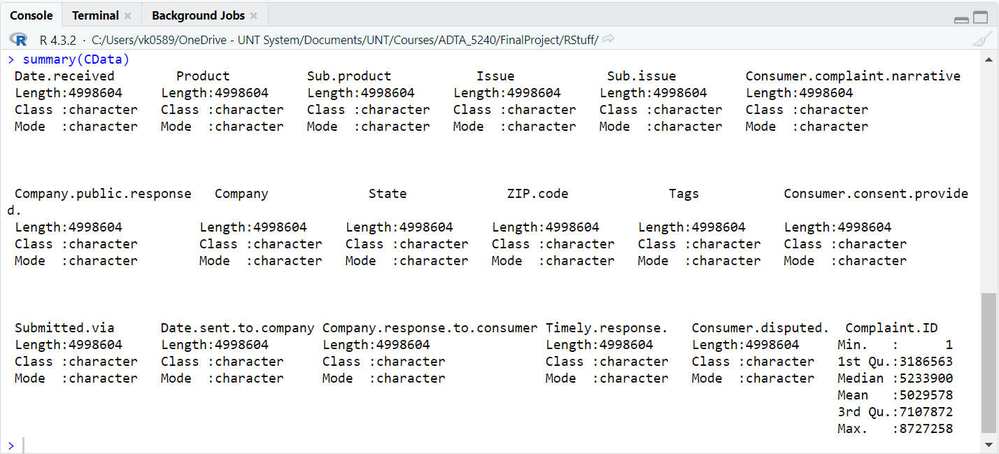 Console Terminal Background Jobs
R R 4.3.2 · C:/Users/vk0589/OneDrive - UNT System/Documents/UNT/Courses/ADTA_5240/FinalProject/RStuff/
> summary(CData)
Date.received Product Sub.product Issue Sub.issue Consumer.complaint.narrative
Length:4998604 Length:4998604 Length:4998604 Length:4998604 Length:4998604 Length:4998604
Class :character Class :character Class :character Class :character Class :character Class :character
Mode :character Mode :character Mode :character Mode :character Mode :character Mode :character
Company.public.response Company State ZIP.code Tags Consumer.consent.provide
d.
Length:4998604 Length:4998604 Length:4998604 Length:4998604 Length:4998604 Length:4998604
Class :character Class :character Class :character Class :character Class :character Class :character
Mode :character Mode :character Mode :character Mode :character Mode :character Mode :character
Submitted.via Date.sent.to.company Company.response.to.consumer Timely.response. Consumer.disputed. Complaint.ID
Length:4998604 Length:4998604 Length:4998604 Length:4998604 Length:4998604 Min. : 1
Class :character Class :character Class :character Class :character Class :character 1st Qu.:3186563
Mode :character Mode :character Mode :character Mode :character Mode :character Median :5233900
Mean :5029578
3rd Qu.:7107872
Max. :8727258
>